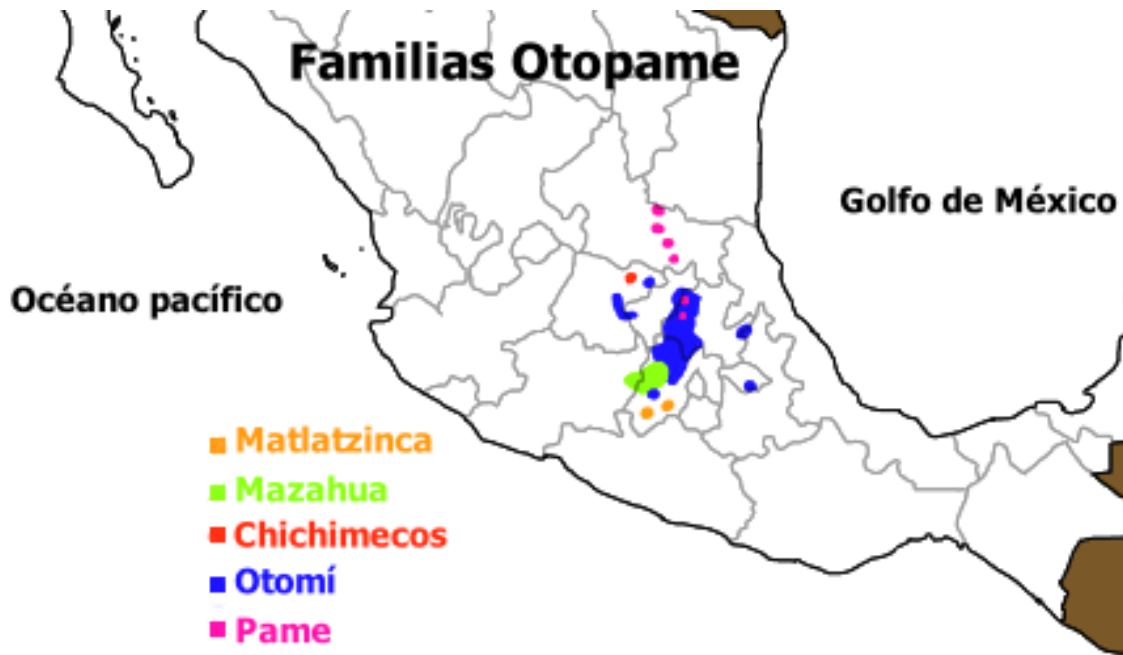 Familias Otopame
Golfo de México
Océano pacífico
Matlatzinca
Mazahua
Chichimecos
Otomí
Pame